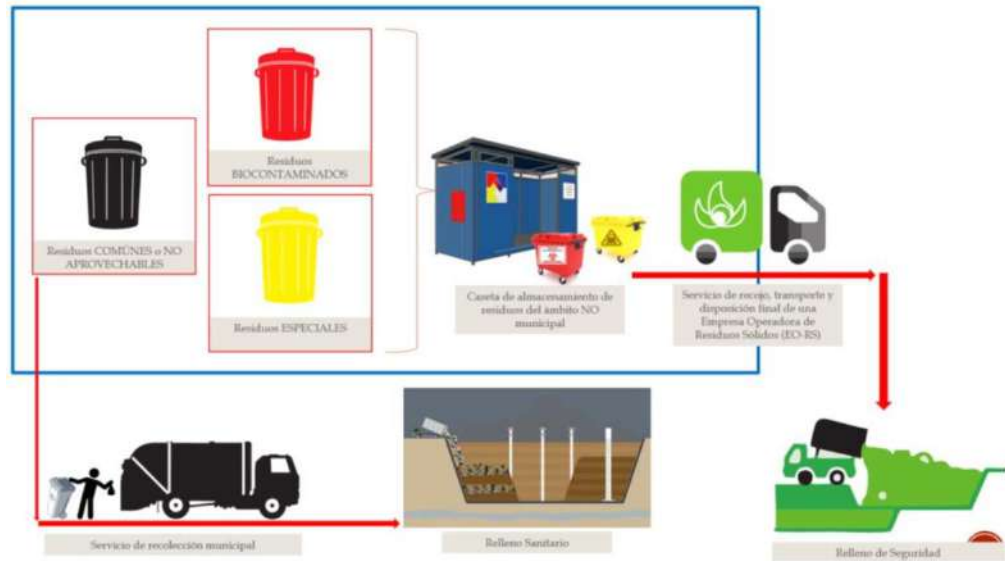 Residuos
BIOCONTAMINADOS
Residuos COMÚNES o NO
APROVECHABLES
Residuos ESPECIALES
Caseta de almacenamiento de
residuos del ámbito NO
municipal
Servicio de recojo, transporte y
disposición final de una
Empresa Operadora de
Residuos Sólidos (EO-RS)
Servicio de recolección municipal
Relleno Sanitario
Relleno de Seguridad